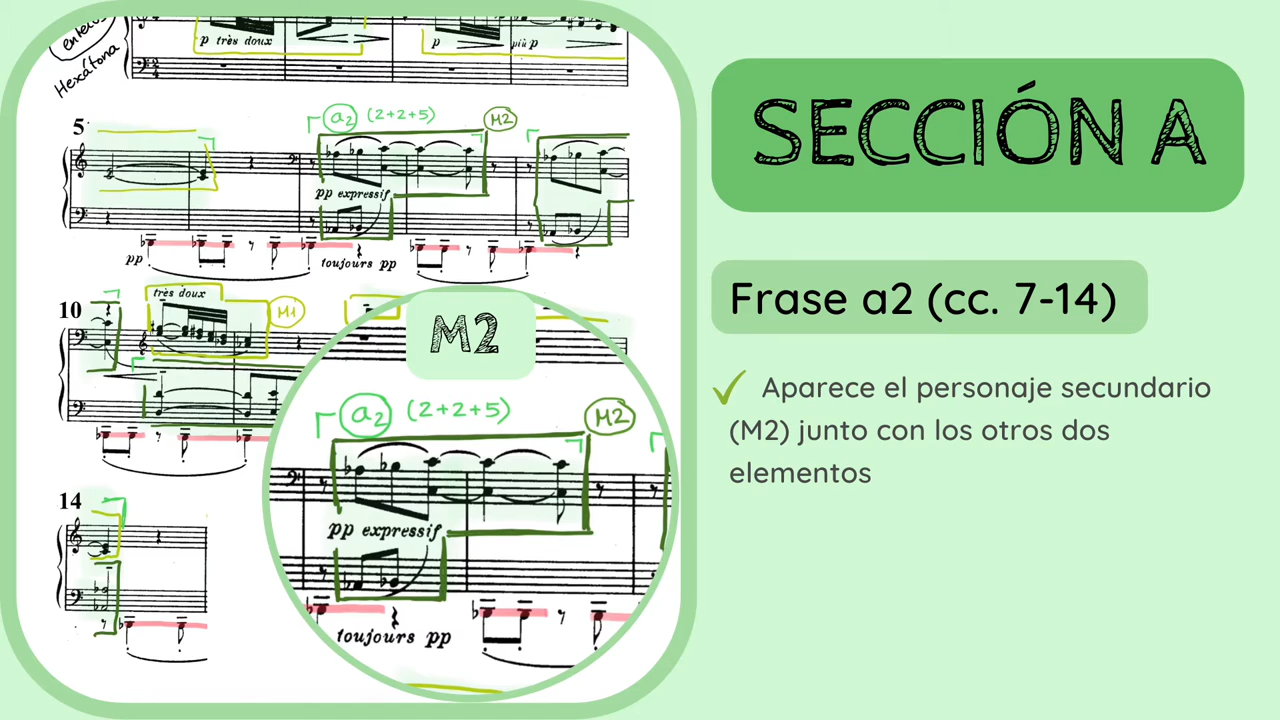 entero
Hexátona
p très doux
p
più p
5
a2 (2+2+5)
M2
pp expressif
pp
toujours pp
10
très doux
M1
14
M2
a2 (2+2+5)
M2
pp expressif
toujours pp
SECCIÓN A
Frase a2 (cc. 7-14)
Aparece el personaje secundario
(M2) junto con los otros dos
elementos